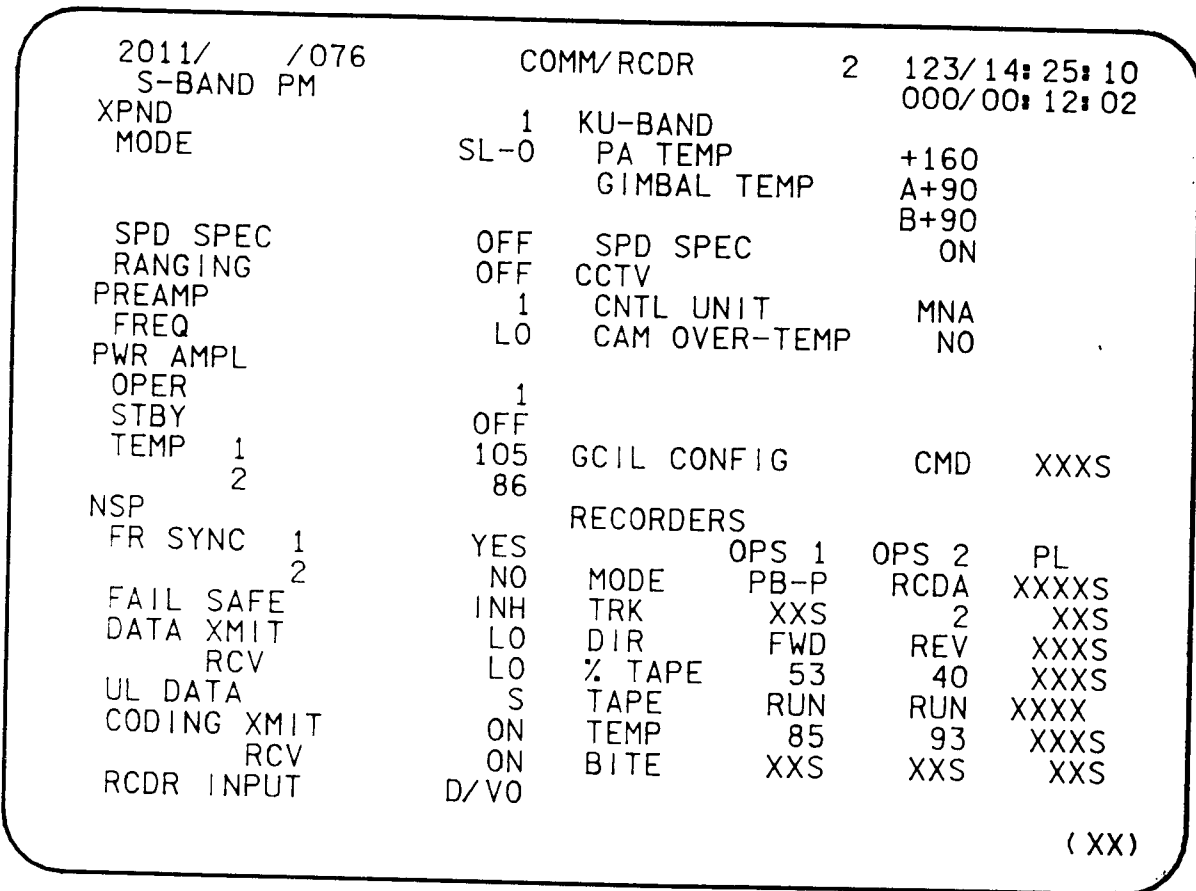 2011/ /076 COMM/RCDR 2 123/14:25:10
S-BAND PM 000/00:12:02
XPND 1 KU-BAND
MODE SL-O PA TEMP +160
GIMBAL TEMP A+90
B+90
SPD SPEC OFF SPD SPEC ON
RANGING OFF CCTV
PREAMP 1 CNTL UNIT MNA
FREQ LO CAM OVER-TEMP NO
PWR AMPL
OPER 1
STBY OFF
TEMP 1 105 GCIL CONFIG CMD XXXS
2 86
NSP RECORDERS
FR SYNC 1 YES OPS 1 OPS 2 PL
2 NO MODE PB-P RCDA XXXXS
FAIL SAFE INH TRK XXS 2 XXS
DATA XMIT LO DIR FWD REV XXXS
RCV LO % TAPE 53 40 XXXS
UL DATA S TAPE RUN RUN XXXX
CODING XMIT ON TEMP 85 93 XXXS
RCV ON BITE XXS XXS XXS
RCDR INPUT D/VO
(XX)